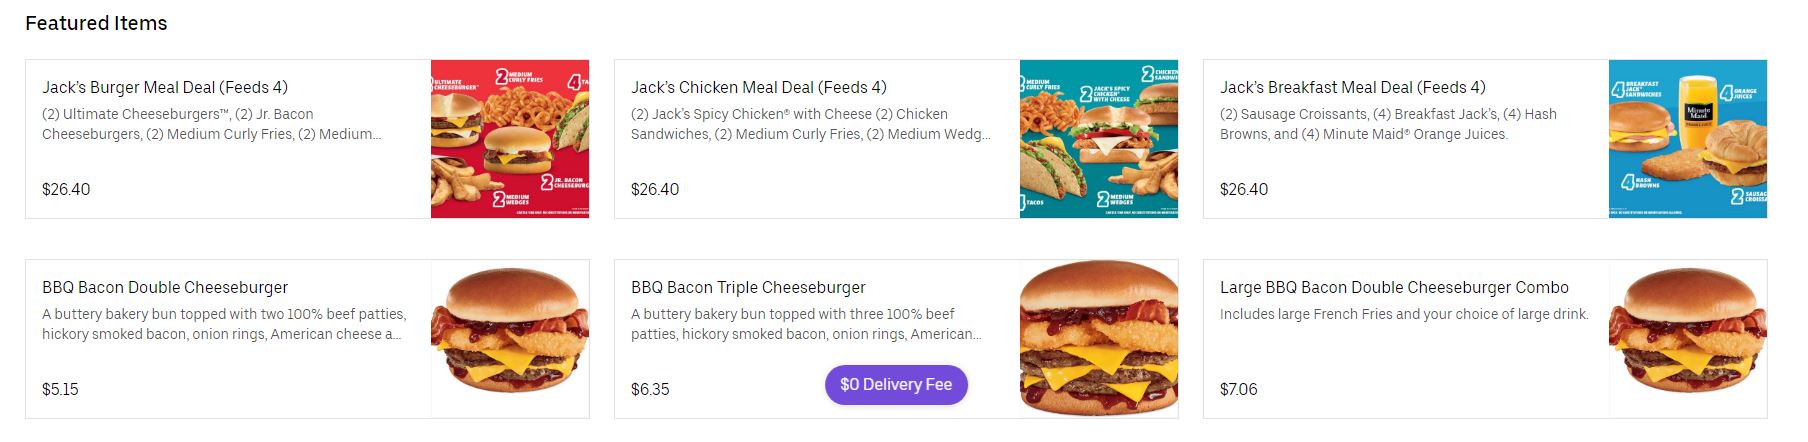 Featured Items
Jack's Burger Meal Deal (Feeds 4)
(2) Ultimate Cheeseburgers™, (2) Jr. Bacon
Cheeseburgers, (2) Medium Curly Fries, (2) Medium...
$26.40
ULTIMATE
CHEESEBURGER
2 MEDIUM
CURLY FRIES
4 TA
2 JR. BACON
CHEESEBURG
2 MEDIUM
WEDGES
Jack's Chicken Meal Deal (Feeds 4)
(2) Jack's Spicy Chicken® with Cheese (2) Chicken
Sandwiches, (2) Medium Curly Fries, (2) Medium Wedg...
$26.40
MEDIUM
CURLY FRIES
2 CHICKEN
SANDWI
2 JACK'S SPICY
CHICKEN
WITH CHEESE
TACOS
2 MEDIUM
WEDGES
Jack's Breakfast Meal Deal (Feeds 4)
(2) Sausage Croissants, (4) Breakfast Jack's, (4) Hash
Browns, and (4) Minute Maid® Orange Juices.
$26.40
4 BREAKFAST
JACK
SANDWICHES
Minute
Maid
4 ORANGE
JUICES
4 HASH
BROWNS
2 SAUSAG
CROISSA
BBQ Bacon Double Cheeseburger
A buttery bakery bun topped with two 100% beef patties,
hickory smoked bacon, onion rings, American cheese a...
$5.15
BBQ Bacon Triple Cheeseburger
A buttery bakery bun topped with three 100% beef
patties, hickory smoked bacon, onion rings, American...
$6.35
$0 Delivery Fee
Large BBQ Bacon Double Cheeseburger Combo
Includes large French Fries and your choice of large drink.
$7.06